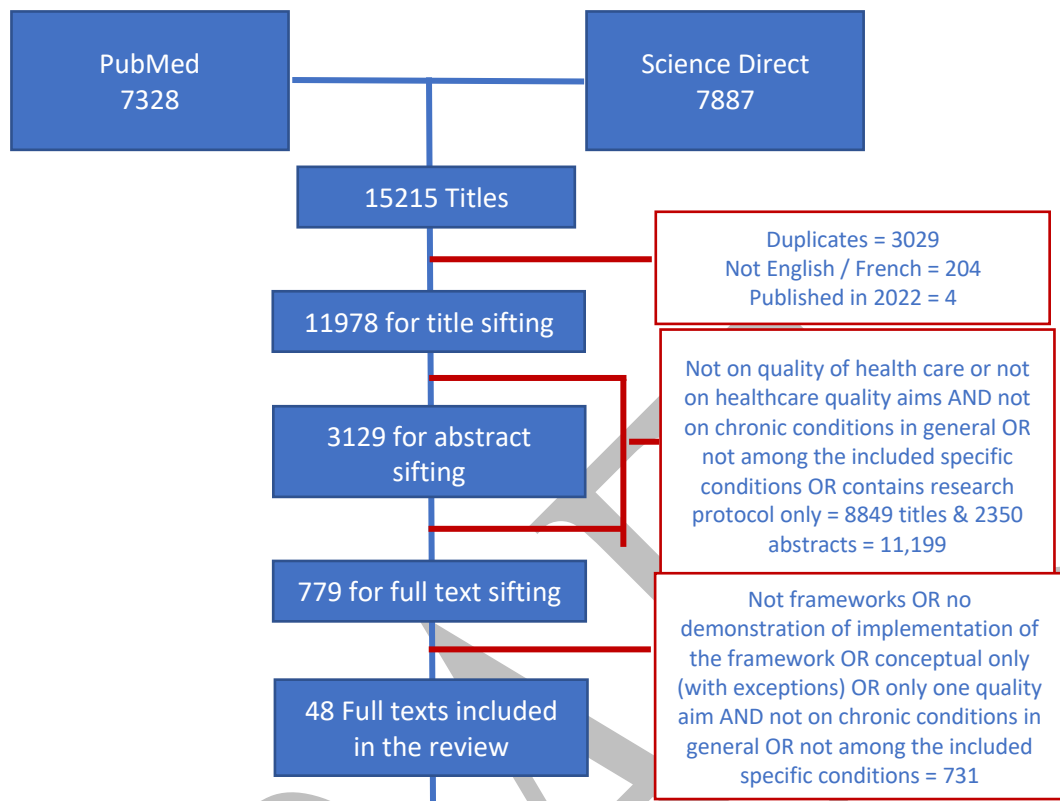 PubMed
7328
Science Direct
7887
15215 Titles
Duplicates = 3029
Not English / French = 204
Published in 2022 = 4
11978 for title sifting
Not on quality of health care or not
on healthcare quality aims AND not
on chronic conditions in general OR
not among the included specific
conditions OR contains research
protocol only = 8849 titles & 2350
abstracts = 11,199
3129 for abstract
sifting
779 for full text sifting
Not frameworks OR no
demonstration of implementation of
the framework OR conceptual only
(with exceptions) OR only one quality
aim AND not on chronic conditions in
general OR not among the included
specific conditions = 731
48 Full texts included
in the review